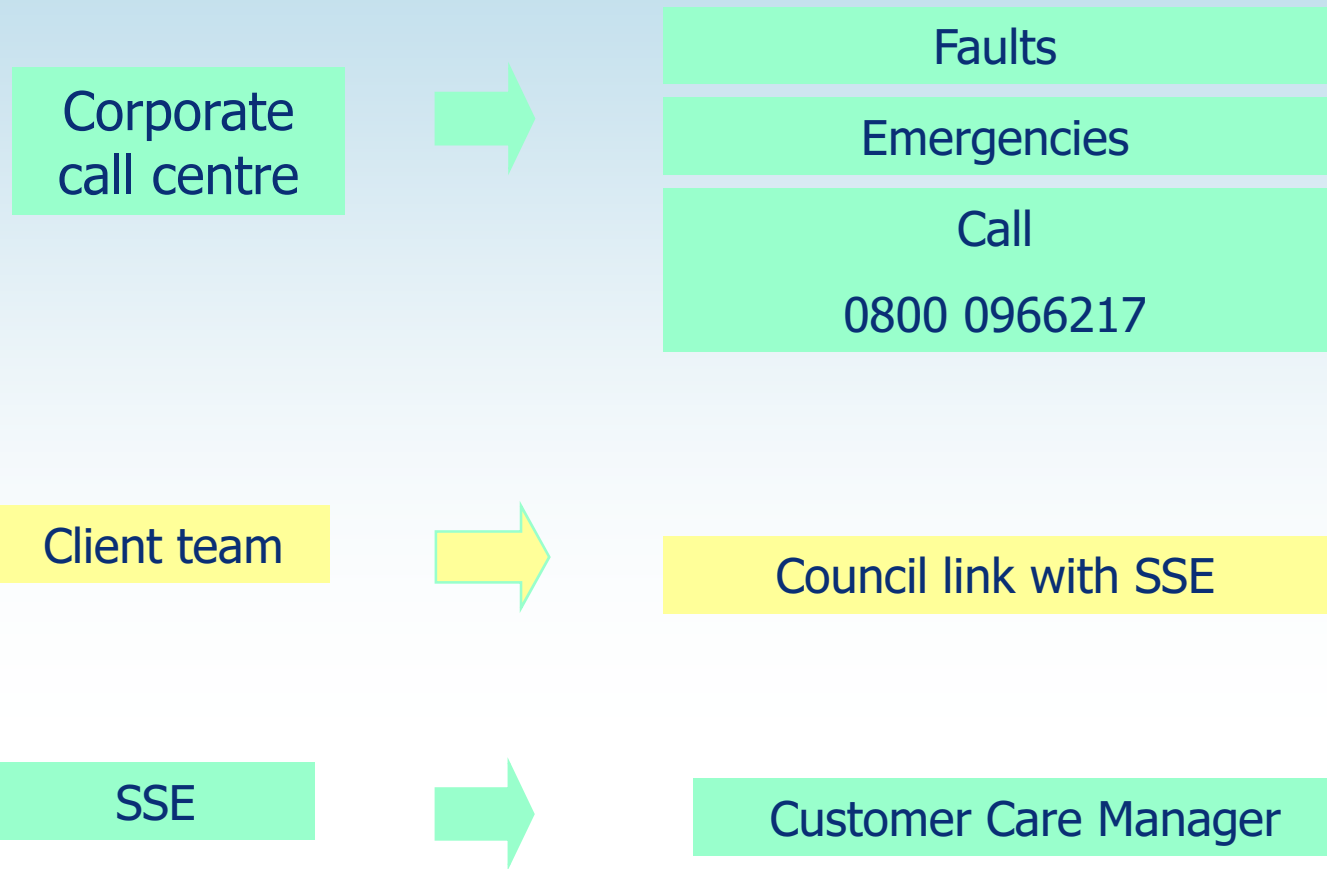 Corporate
call centre
Faults
Emergencies
Call
0800 0966217
Client team
Council link with SSE
SSE
Customer Care Manager